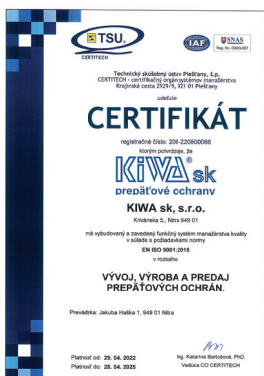 TSU.
CERTITECH
IAF
SNAS
Technický skúšobný ústav Piešťany, š.p.
CERTITECH - certifikačný orgán systémov manažérstva
Krajinská cesta 2929/9, 921 01 Piešťany
udeľuje
CERTIFIKÁT
registračné číslo: 206-220600068
ktorým potvrdzuje, že
KIWA® sk
prepäťové ochrany
KIWA sk, s.r.o.
Krivánska 5,, Nitra 949 01
má vybudovaný a zavedený funkčný systém manažérstva kvality
v súlade s požiadavkami normy
EN ISO 9001:2015
v rozsahu
VÝVOJ, VÝROBA A PREDAJ
PREPÄŤOVÝCH OCHRÁN.
Prevádzka: Jakuba Haška 1, 949 01 Nitra
Platnosť od: 29. 04. 2022
Platnosť do: 28. 04. 2025
Ing. Katarína Bartošová, PhD.
Vedúca CO CERTITECH